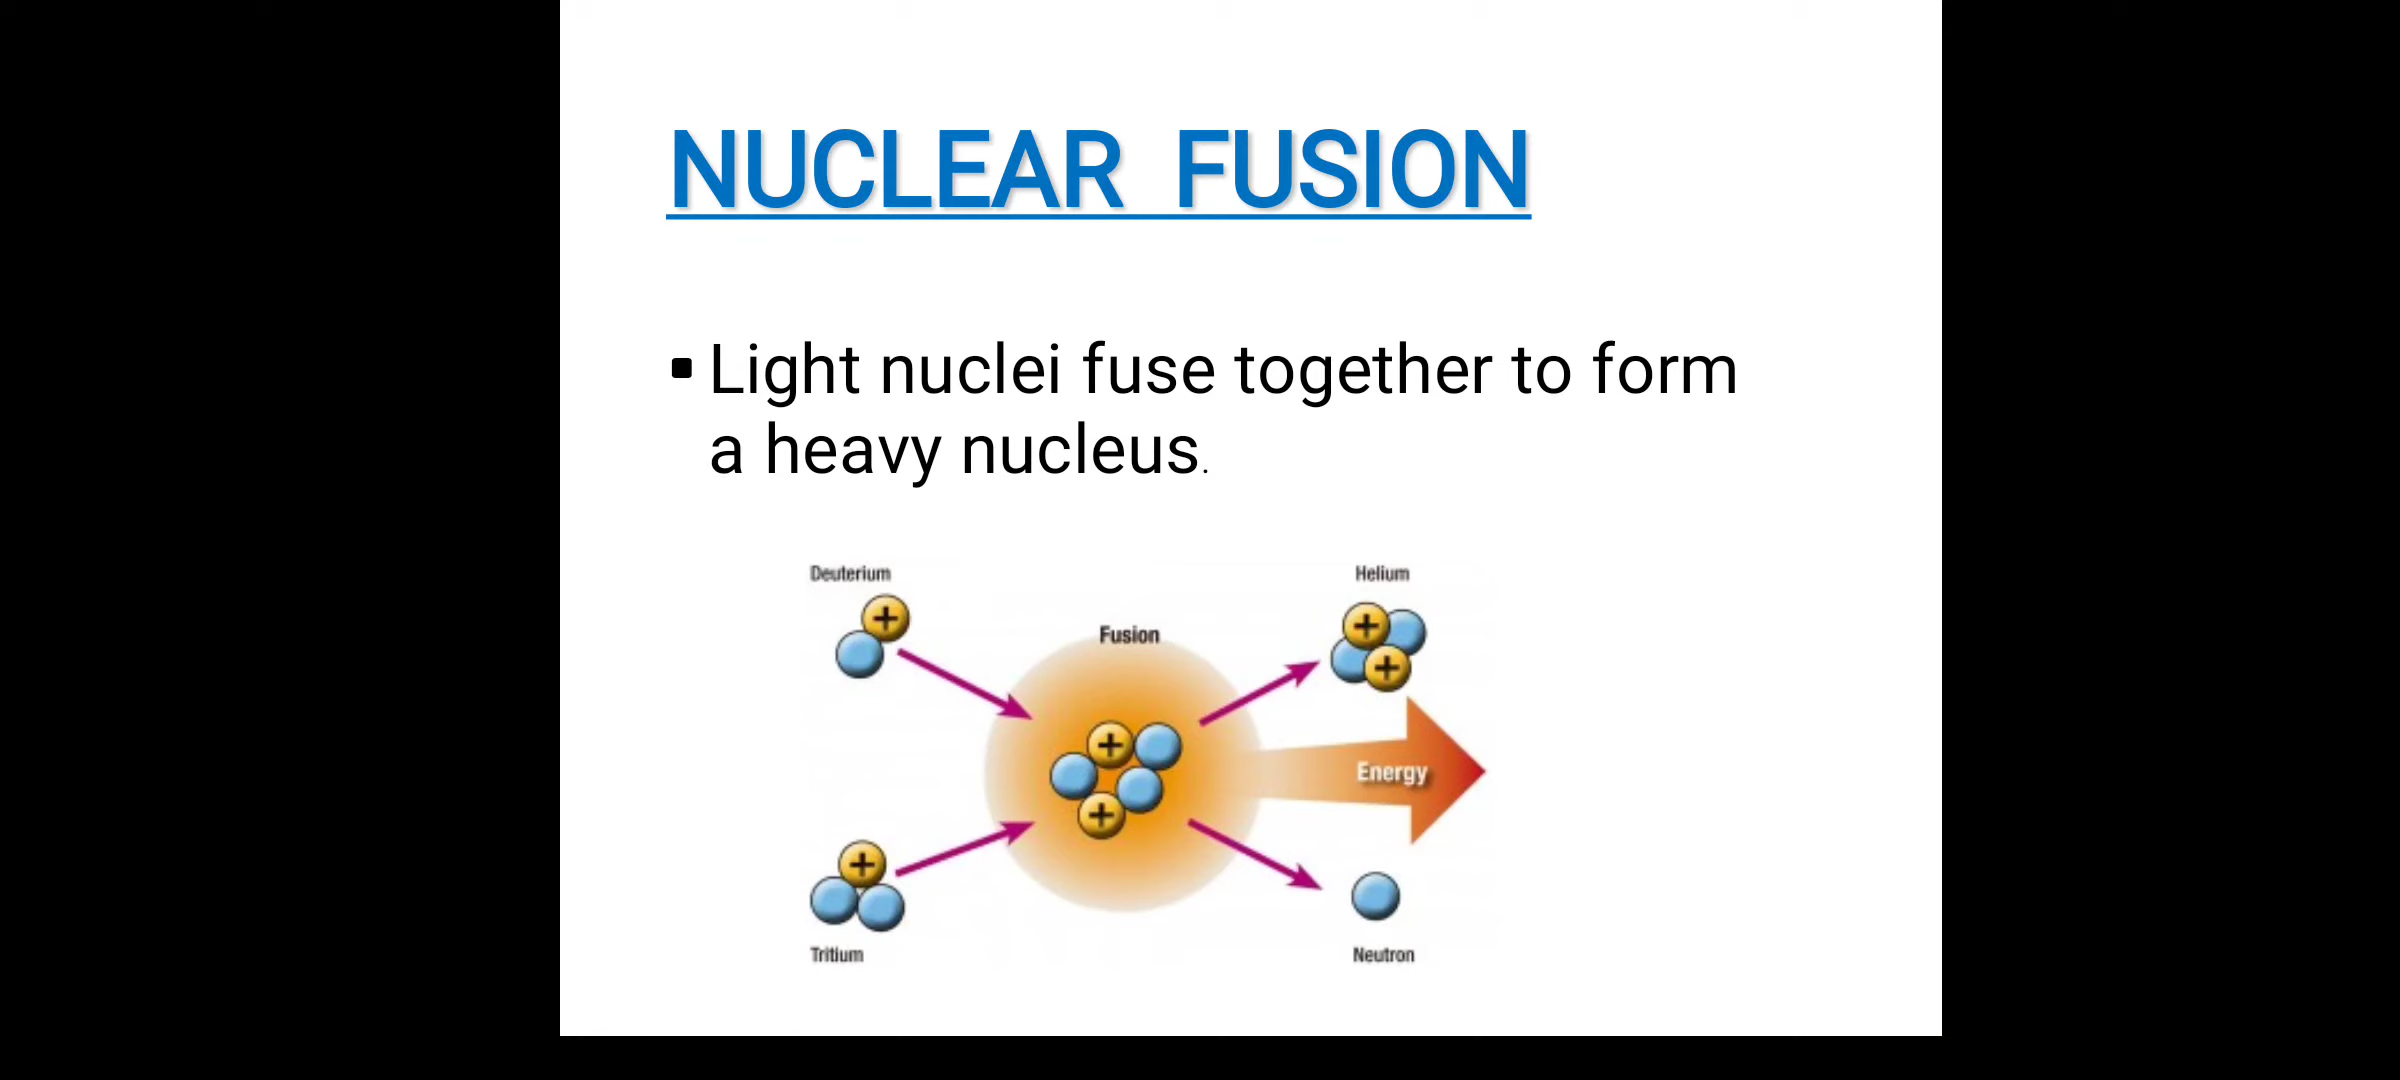 NUCLEAR FUSION
▪ Light nuclei fuse together to form
a heavy nucleus.
Deuterium
Helium
Fusion
+
+
+
+
Energy
+
+
Tritium
Neutron